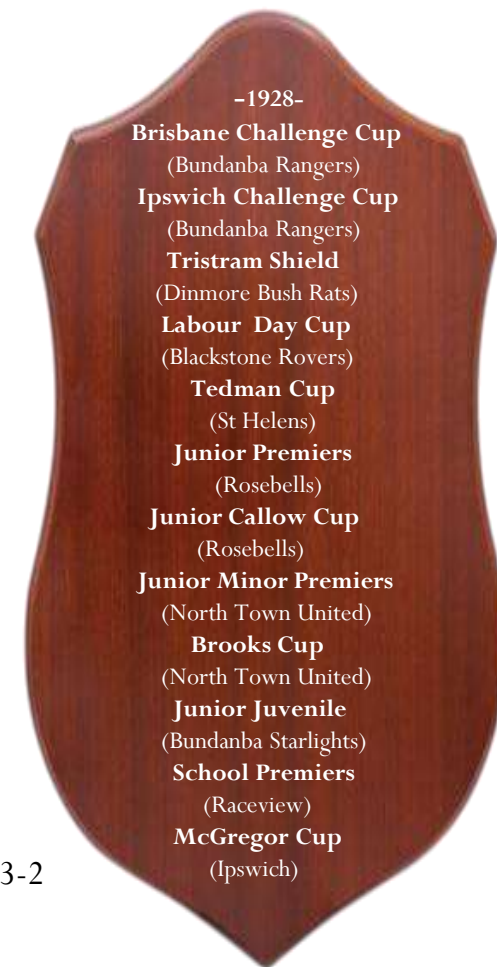 -1928-
Brisbane Challenge Cup
(Bundanba Rangers)
Ipswich Challenge Cup
(Bundanba Rangers)
Tristram Shield
(Dinmore Bush Rats)
Labour Day Cup
(Blackstone Rovers)
Tedman Cup
(St Helens)
Junior Premiers
(Rosebells)
Junior Callow Cup
(Rosebells)
Junior Minor Premiers
(North Town United)
Brooks Cup
(North Town United)
Junior Juvenile
(Bundanba Starlights)
School Premiers
(Raceview)
McGregor Cup
(Ipswich)
3-2